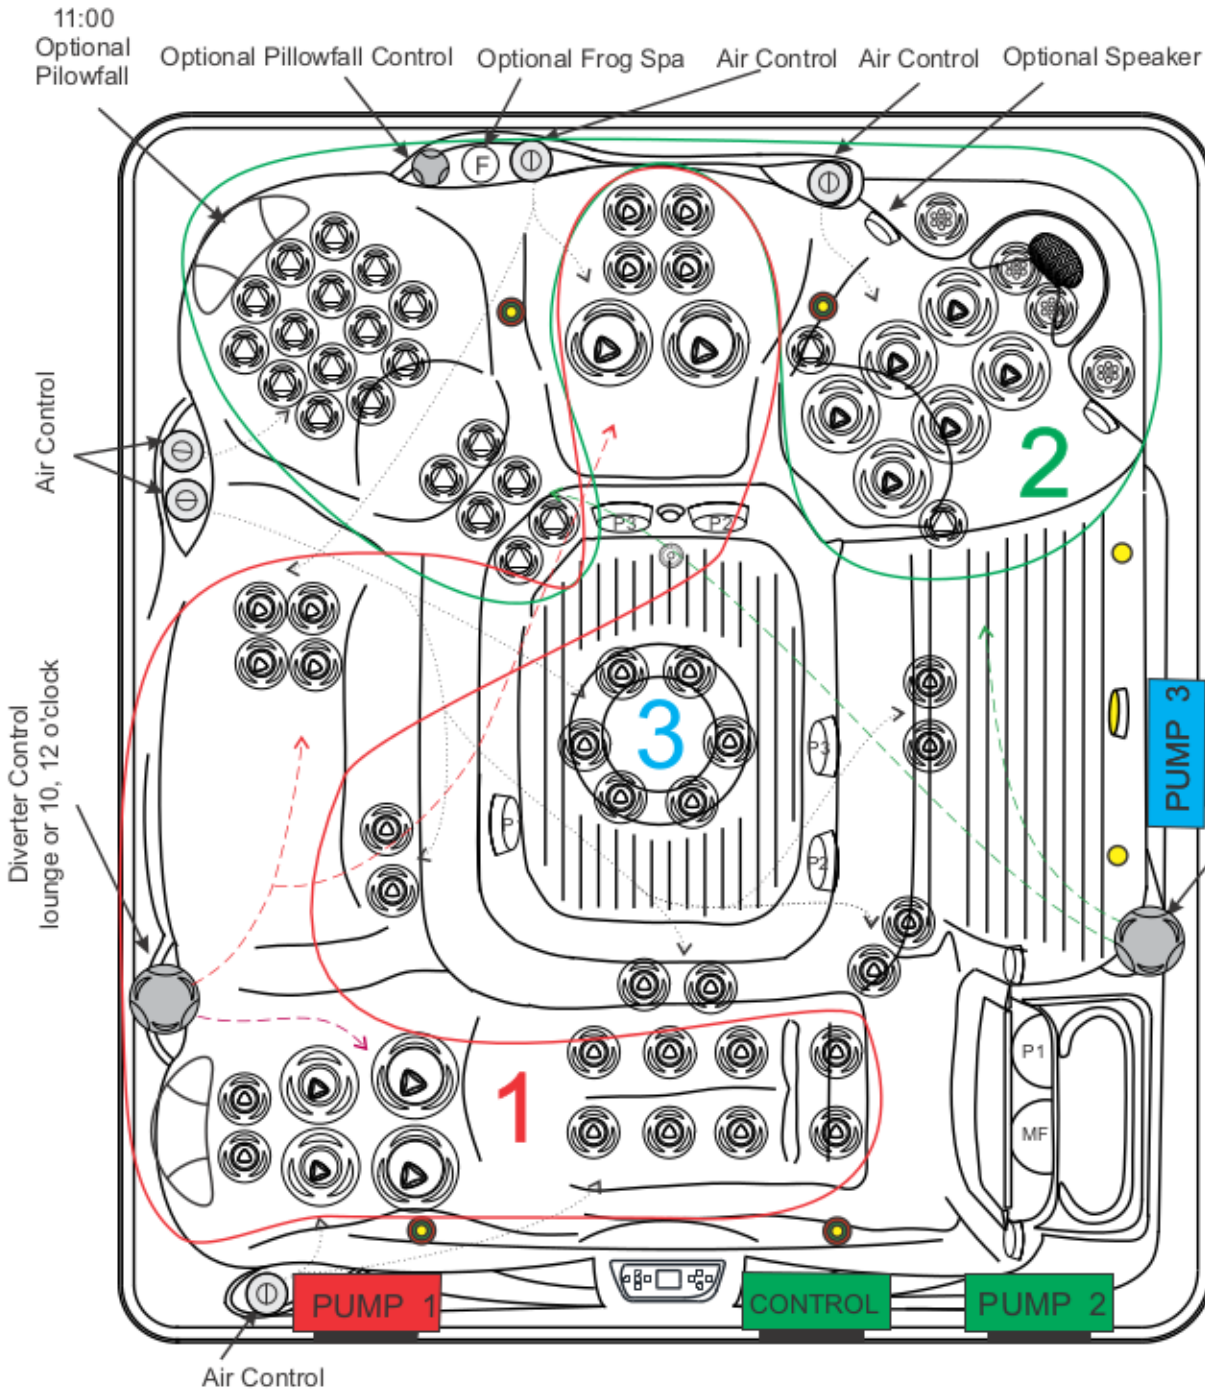 11:00
Optional
Pilowfall
Optional Pillowfall Control
Optional Frog Spa
Air Control
Air Control
Optional Speaker
F
Air Control
2
P3
P2
Diverter Control
lounge or 10, 12 o'clock
3
P3
PUMP 3
P
P2
1
P1
MF
PUMP 1
CONTROL
PUMP 2
Air Control